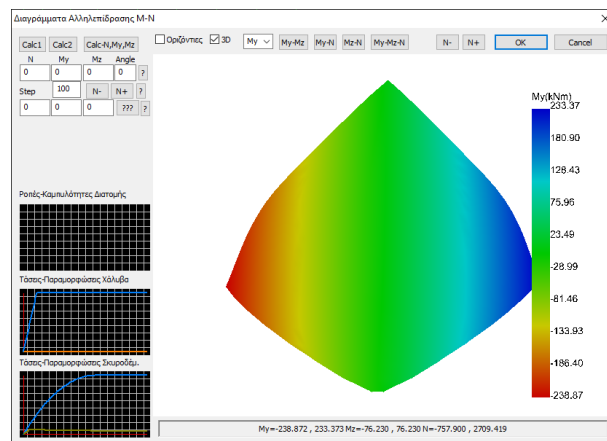 Διαγράμματα Αλληλεπίδρασης M-N
Calc1 Calc2 Calc-N,My,Mz
Οριζόντιες 3D My My-Mz My-N Mz-N My-Mz-N N- N+ OK Cancel
N My Mz Angle
0 0 0 0 ?
Step 100 N- N+ ?
0 0 0 ??? ?
Ροπές-Καμπυλότητες Διατομής
Τάσεις-Παραμορφώσεις Χάλυβα
Τάσεις-Παραμορφώσεις Σκυροδέμ.
My(kNm)
233.37
180.90
128.43
75.96
23.49
-28.99
-81.46
-133.93
-186.40
-238.87
My=-238.872 , 233.373 Mz=-76.230 , 76.230 N=-757.900 , 2709.419